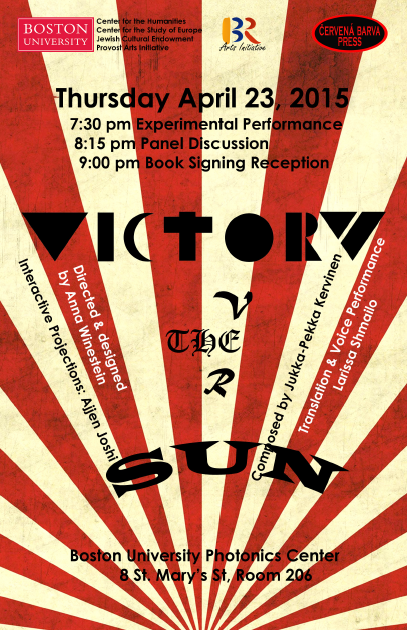 BOSTON
UNIVERSITY
Center for the Humanities
Center for the Study of Europe
Jewish Cultural Endowment
Provost Arts Initiative
BR
Arts Initiative
ČERVENÁ BARVA
PRESS
Thursday April 23, 2015
7:30 pm Experimental Performance
8:15 pm Panel Discussion
9:00 pm Book Signing Reception
VICTORY
OVER
THE
SUN
Directed & designed
by Anna Winestein
Interactive Projections: Ajjen Joshi
Composed by Jukka-Pekka Kervinen
Translation & Voice Performance
Larissa Shmailo
Boston University Photonics Center
8 St. Mary's St, Room 206